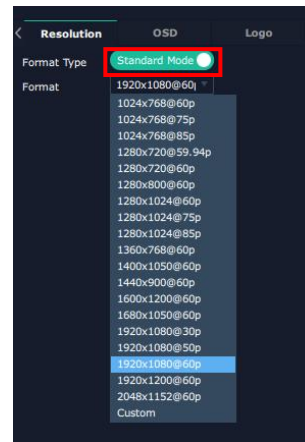 < Resolution OSD Logo
Format Type Standard Mode
Format 1920x1080@60p
1024x768@60p
1024x768@75p
1024x768@85p
1280x720@59.94p
1280x720@60p
1280x800@60p
1280x1024@60p
1280x1024@75p
1280x1024@85p
1360x768@60p
1400x1050@60p
1440x900@60p
1600x1200@60p
1680x1050@60p
1920x1080@30p
1920x1080@50p
1920x1080@60p
1920x1200@60p
2048x1152@60p
Custom